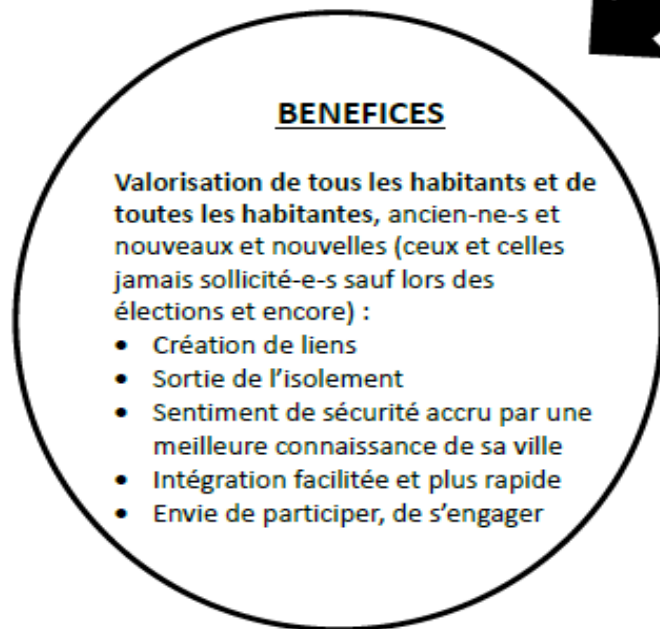 BENEFICES
Valorisation de tous les habitants et de
toutes les habitantes, ancien-ne-s et
nouveaux et nouvelles (ceux et celles
jamais sollicité-e-s sauf lors des
élections et encore) :
• Création de liens
• Sortie de l’isolement
• Sentiment de sécurité accru par une
meilleure connaissance de sa ville
• Intégration facilitée et plus rapide
• Envie de participer, de s’engager